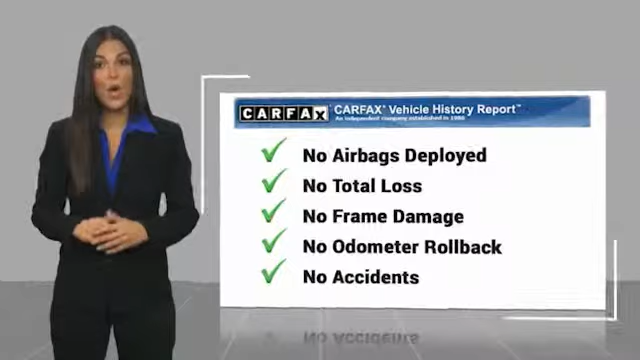 CARFAX CARFAX® Vehicle History Report™
An independent company established in 1986
No Airbags Deployed
No Total Loss
No Frame Damage
No Odometer Rollback
No Accidents